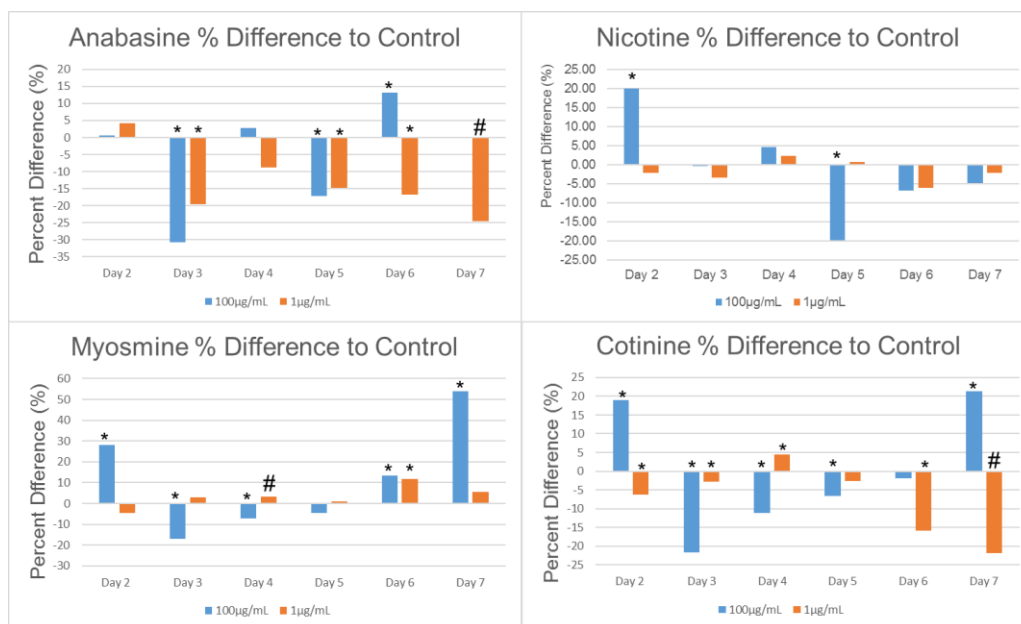 Anabasine % Difference to Control
Percent Difference (%)
20
15
10
5
0
-5
-10
-15
-20
-25
-30
-35
* * * * * * #
Day 2 Day 3 Day 4 Day 5 Day 6 Day 7
100µg/mL 1µg/mL
Nicotine % Difference to Control
Percent Difference (%)
25.00
20.00
15.00
10.00
5.00
0.00
-5.00
-10.00
-15.00
-20.00
-25.00
* *
Day 2 Day 3 Day 4 Day 5 Day 6 Day 7
100µg/mL 1µg/mL
Myosmine % Difference to Control
Percent Dfference (%)
60
50
40
30
20
10
0
-10
-20
-30
* * * # * * *
Day 2 Day 3 Day 4 Day 5 Day 6 Day 7
100µg/mL 1µg/mL
Cotinine % Difference to Control
Percent Difference (%)
25
20
15
10
5
0
-5
-10
-15
-20
-25
* * * * * * * * * #
Day 2 Day 3 Day 4 Day 5 Day 6 Day 7
100µg/mL 1µg/mL